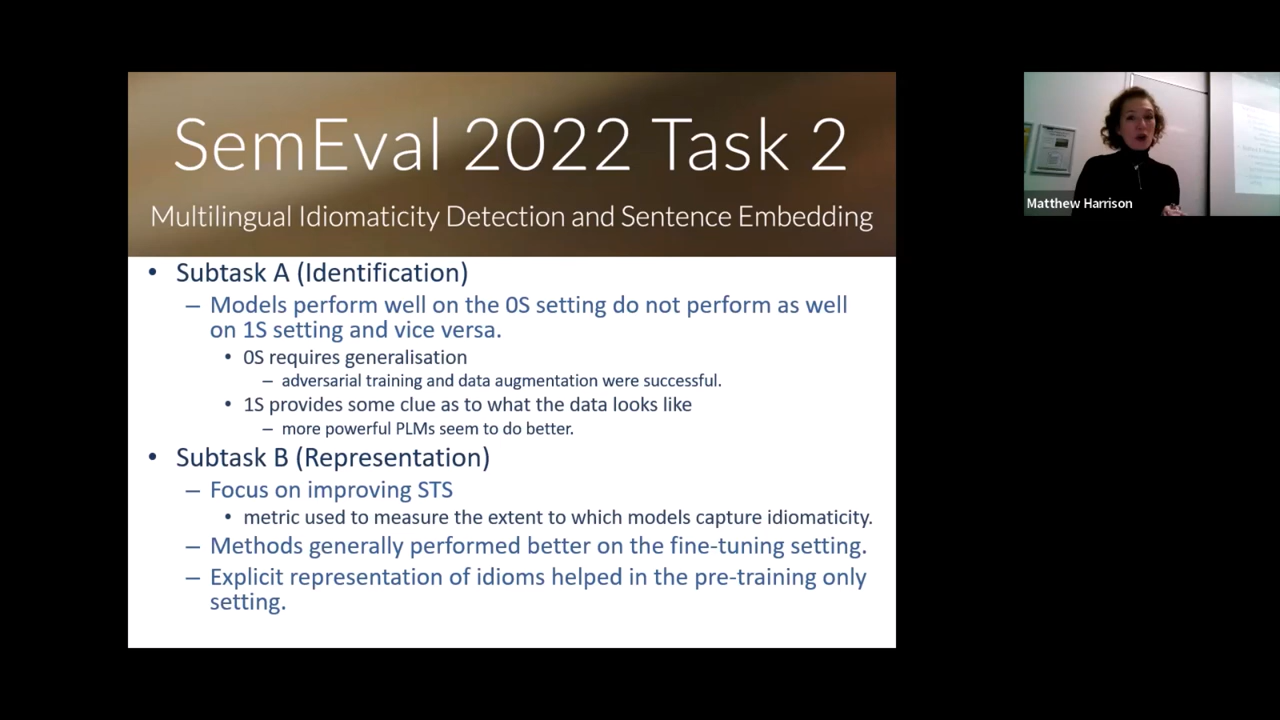 SemEval 2022 Task 2
Multilingual Idiomaticity Detection and Sentence Embedding
• Subtask A (Identification)
– Models perform well on the 0S setting do not perform as well
on 1S setting and vice versa.
• 0S requires generalisation
– adversarial training and data augmentation were successful.
• 1S provides some clue as to what the data looks like
– more powerful PLMs seem to do better.
• Subtask B (Representation)
– Focus on improving STS
• metric used to measure the extent to which models capture idiomaticity.
– Methods generally performed better on the fine-tuning setting.
– Explicit representation of idioms helped in the pre-training only
setting.
Matthew Harrison